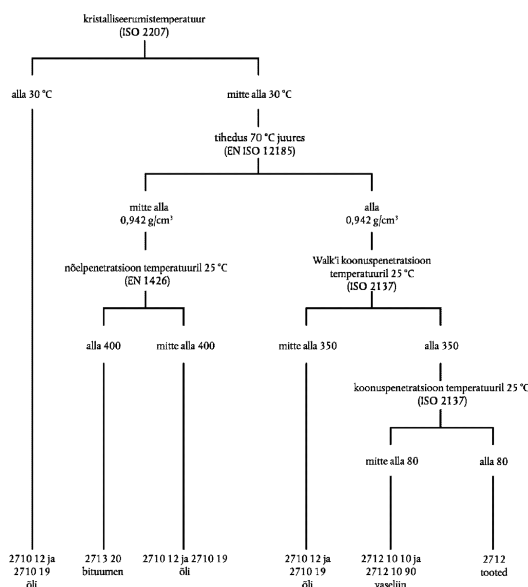 kristalliseerumistemperatuur
(ISO 2207)
alla 30 °C
mitte alla 30 °C
tihedus 70 °C juures
(EN ISO 12185)
mitte alla
0,942 g/cm³
alla
0,942 g/cm³
nõelpenetratsioon temperatuuril 25 °C
(EN 1426)
Walk'i koonuspenetratsioon
temperatuuril 25 °C
(ISO 2137)
alla 400
mitte alla 400
mitte alla 350
alla 350
koonuspenetratsioon temperatuuril 25 °C
(ISO 2137)
mitte alla 80
alla 80
2710 12 ja
2710 19
õli
2713 20
bituumen
2710 12 ja 2710 19
õli
2710 12 ja
2710 19
õli
2712 10 10 ja
2712 10 90
vaseliin
2712
tooted